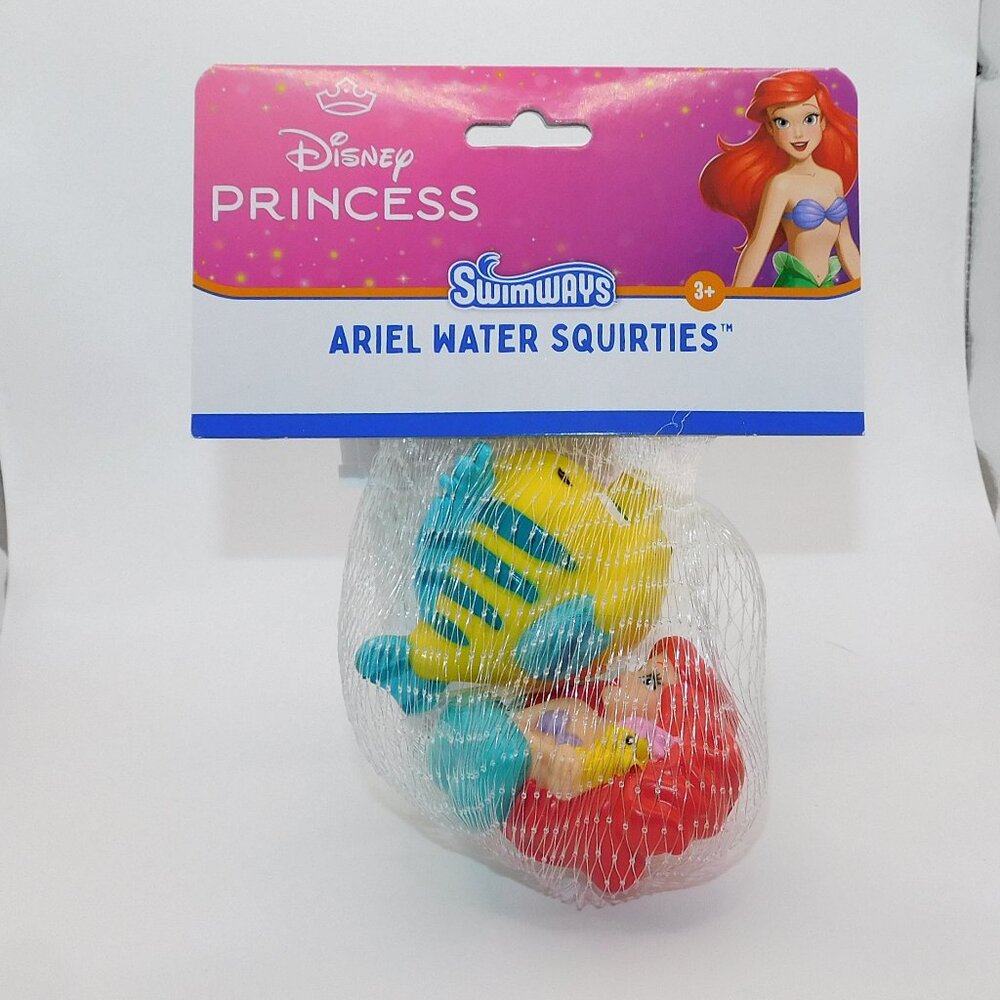 Disney
PRINCESS
SWIMWAYS
3+
ARIEL WATER SQUIRTIES™